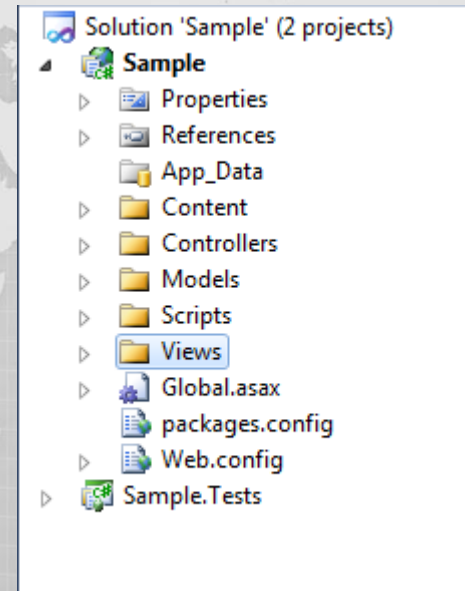 Solution 'Sample' (2 projects)
Sample
Properties
References
App_Data
Content
Controllers
Models
Scripts
Views
Global.asax
packages.config
Web.config
Sample.Tests